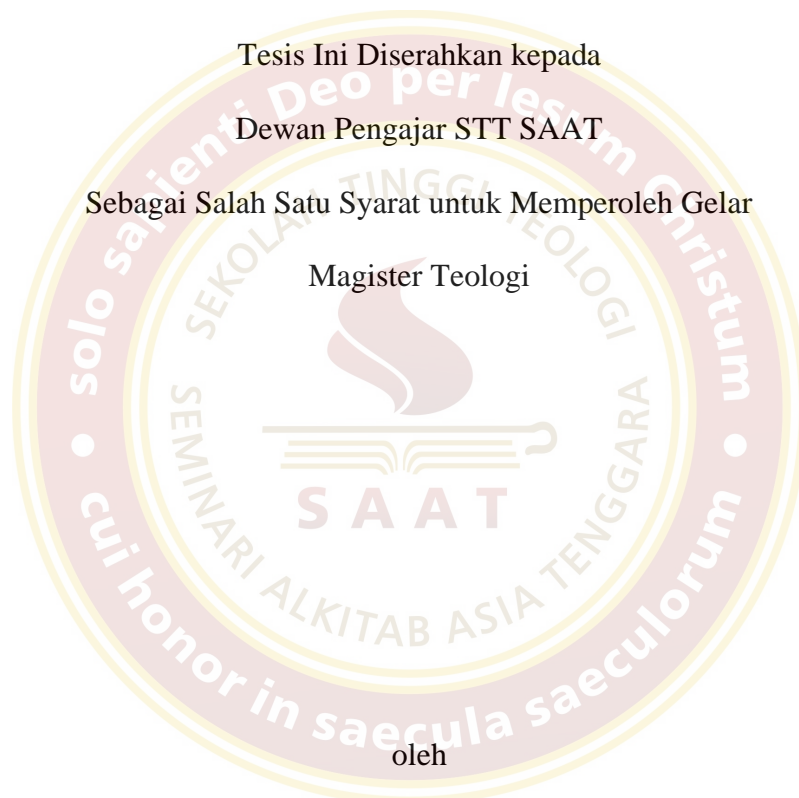 Tesis Ini Diserahkan kepada
Dewan Pengajar STT SAAT
Sebagai Salah Satu Syarat untuk Memperoleh Gelar
Magister Teologi
oleh
solo sapienti Deo per Iesum Christum
cui honor in saecula saeculorum
SEKOLAH TINGGI TEOLOGI
SEMINARI ALKITAB ASIA TENGGARA
SAAT